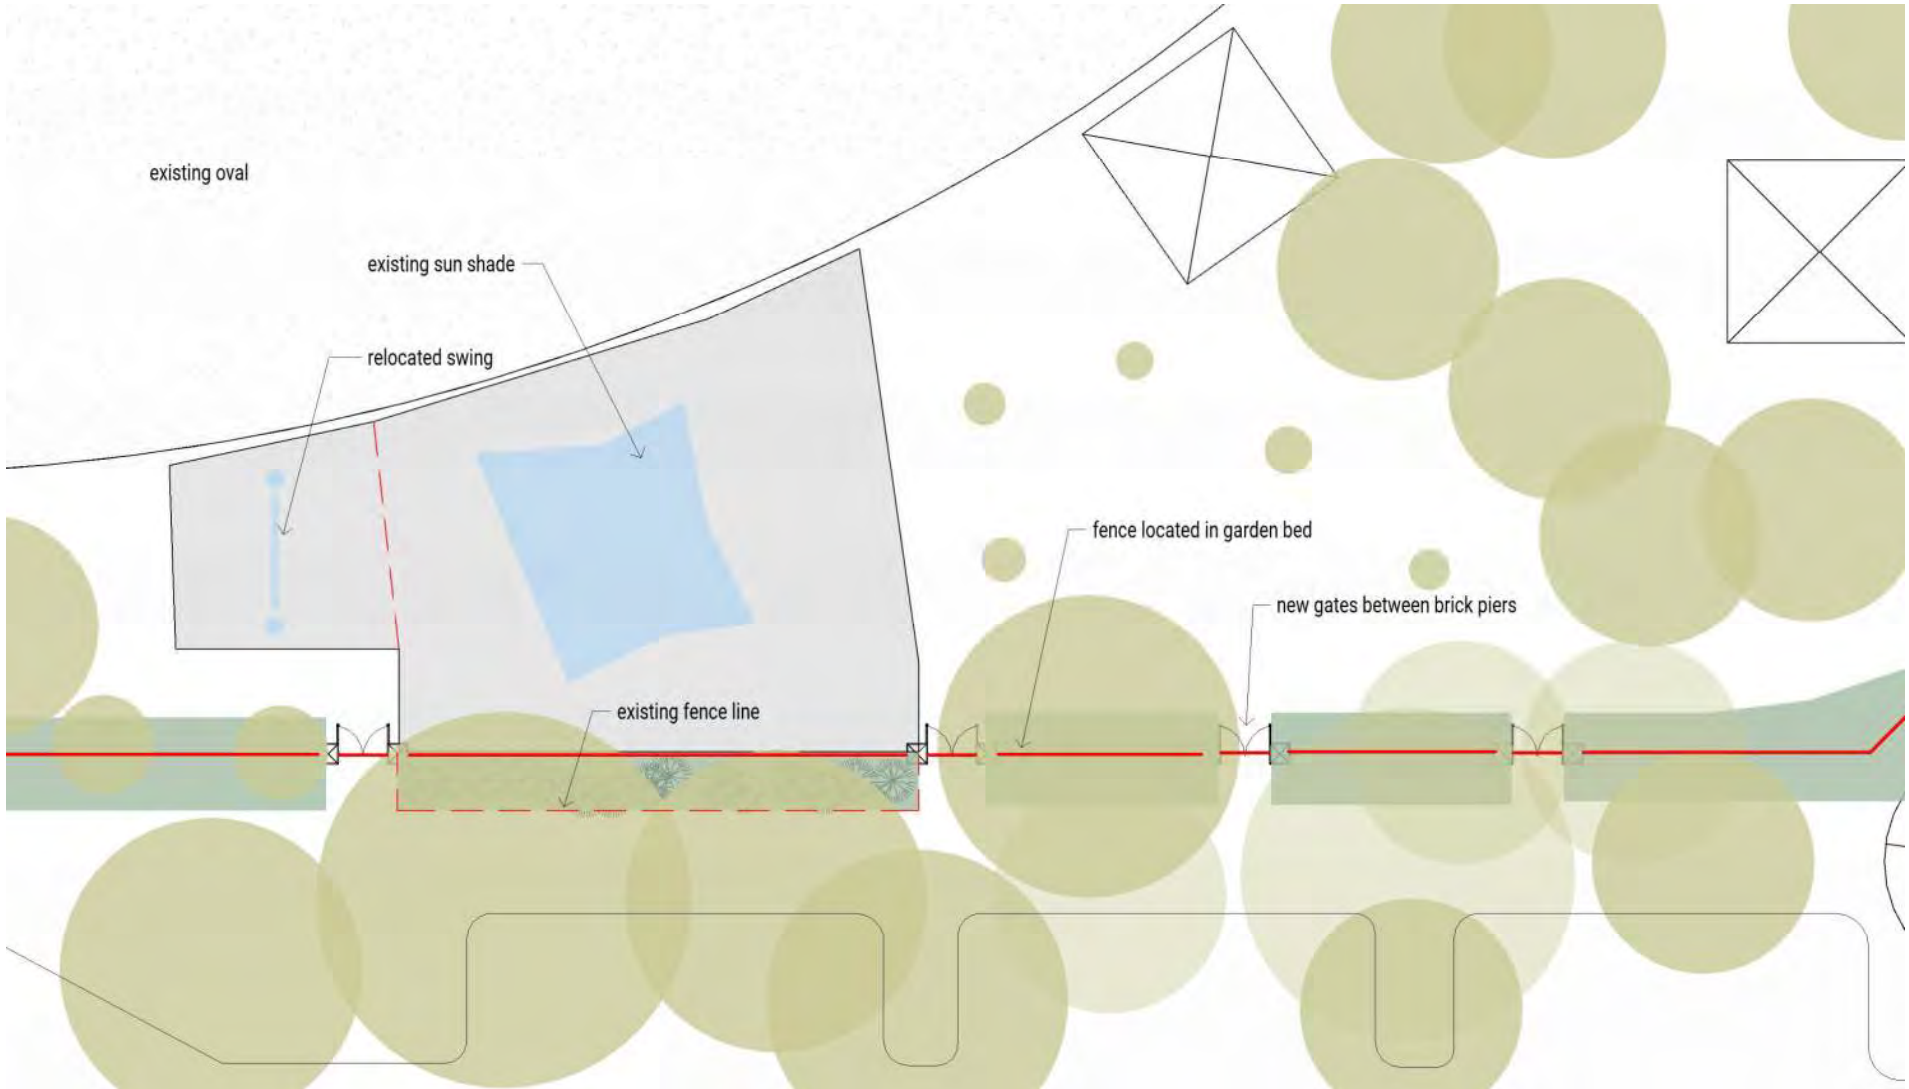 existing oval
existing sun shade
relocated swing
fence located in garden bed
new gates between brick piers
existing fence line